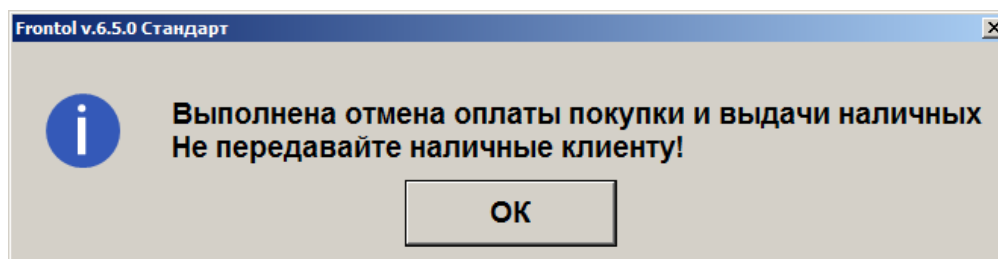 Frontol v.6.5.0 Стандарт
Выполнена отмена оплаты покупки и выдачи наличных
Не передавайте наличные клиенту!
ОК